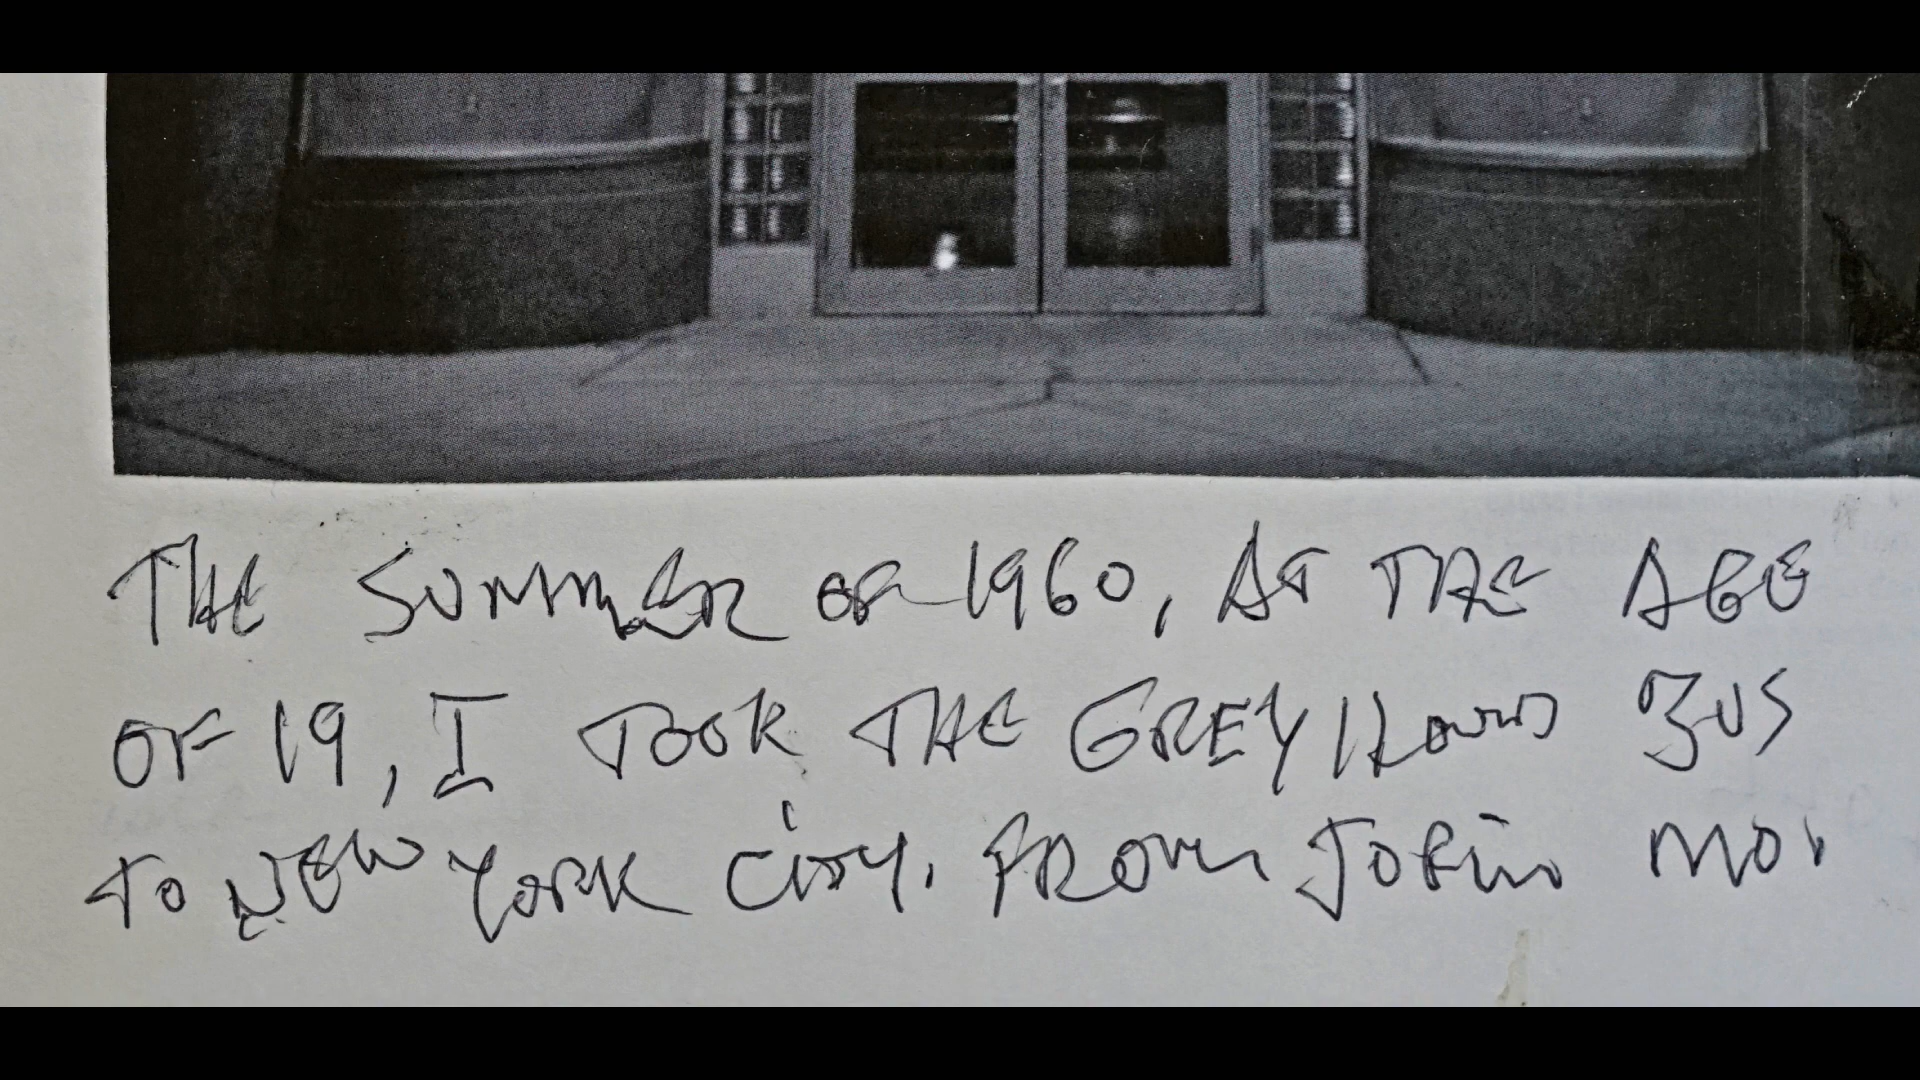 THE SUMMER OF 1960, AT THE AGE
OF 19, I TOOK THE GREYHOUND BUS
TO NEW YORK CITY. FROM JOPLIN MO.